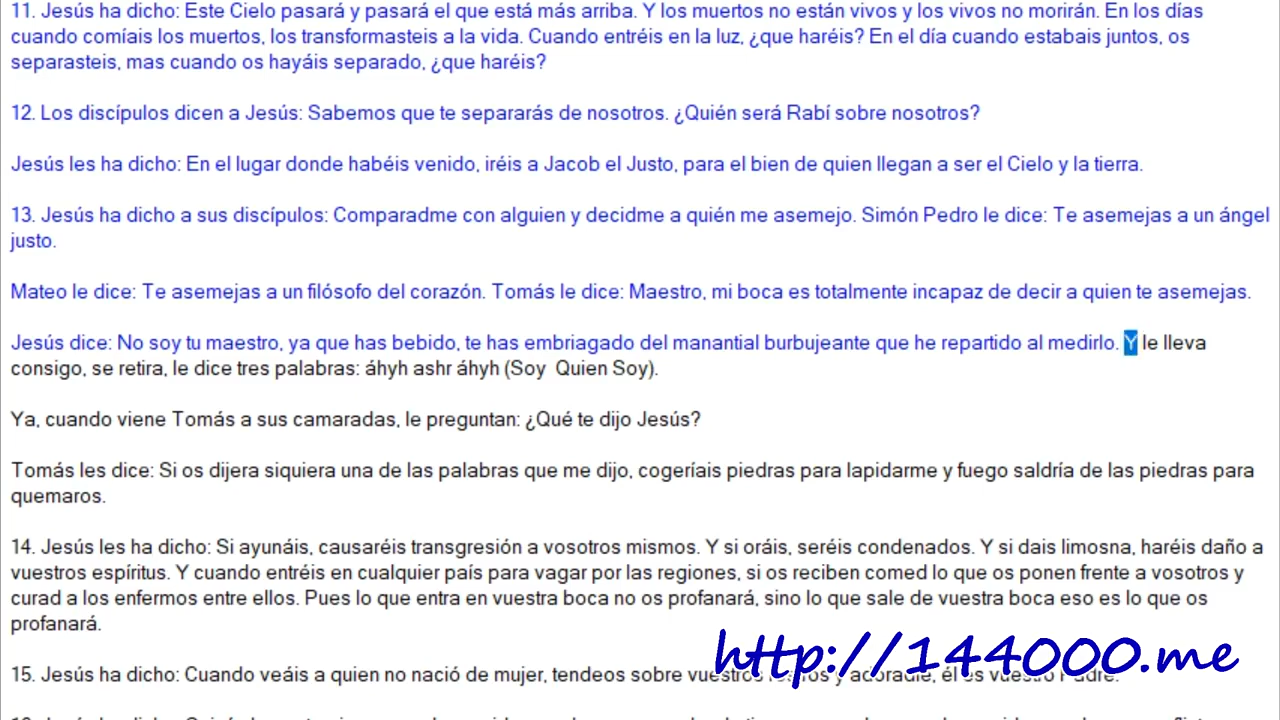 11. Jesús ha dicho: Este Cielo pasará y pasará el que está más arriba. Y los muertos no están vivos y los vivos no morirán. En los días
cuando comíais los muertos, los transformasteis a la vida. Cuando entréis en la luz, ¿que haréis? En el día cuando estabais juntos, os
separasteis, mas cuando os hayáis separado, ¿que haréis?
12. Los discípulos dicen a Jesús: Sabemos que te separarás de nosotros. ¿Quién será Rabí sobre nosotros?
Jesús les ha dicho: En el lugar donde habéis venido, iréis a Jacob el Justo, para el bien de quien llegan a ser el Cielo y la tierra.
13. Jesús ha dicho a sus discípulos: Comparadme con alguien y decidme a quién me asemejo. Simón Pedro le dice: Te asemejas a un ángel
justo.
Mateo le dice: Te asemejas a un filósofo del corazón. Tomás le dice: Maestro, mi boca es totalmente incapaz de decir a quien te asemejas.
Jesús dice: No soy tu maestro, ya que has bebido, te has embriagado del manantial burbujeante que he repartido al medirlo. Y le lleva
consigo, se retira, le dice tres palabras: áhyh ashr áhyh (Soy Quien Soy).
Ya, cuando viene Tomás a sus camaradas, le preguntan: ¿Qué te dijo Jesús?
Tomás les dice: Si os dijera siquiera una de las palabras que me dijo, cogeríais piedras para lapidarme y fuego saldría de las piedras para
quemaros.
14. Jesús les ha dicho: Si ayunáis, causaréis transgresión a vosotros mismos. Y si oráis, seréis condenados. Y si dais limosna, haréis daño a
vuestros espíritus. Y cuando entréis en cualquier país para vagar por las regiones, si os reciben comed lo que os ponen frente a vosotros y
curad a los enfermos entre ellos. Pues lo que entra en vuestra boca no os profanará, sino lo que sale de vuestra boca eso es lo que os
profanará.
http://144000.me
15. Jesús ha dicho: Cuando veáis a quien no nació de mujer, tendeos sobre vuestros y adoradle, él es vuestro Padre.